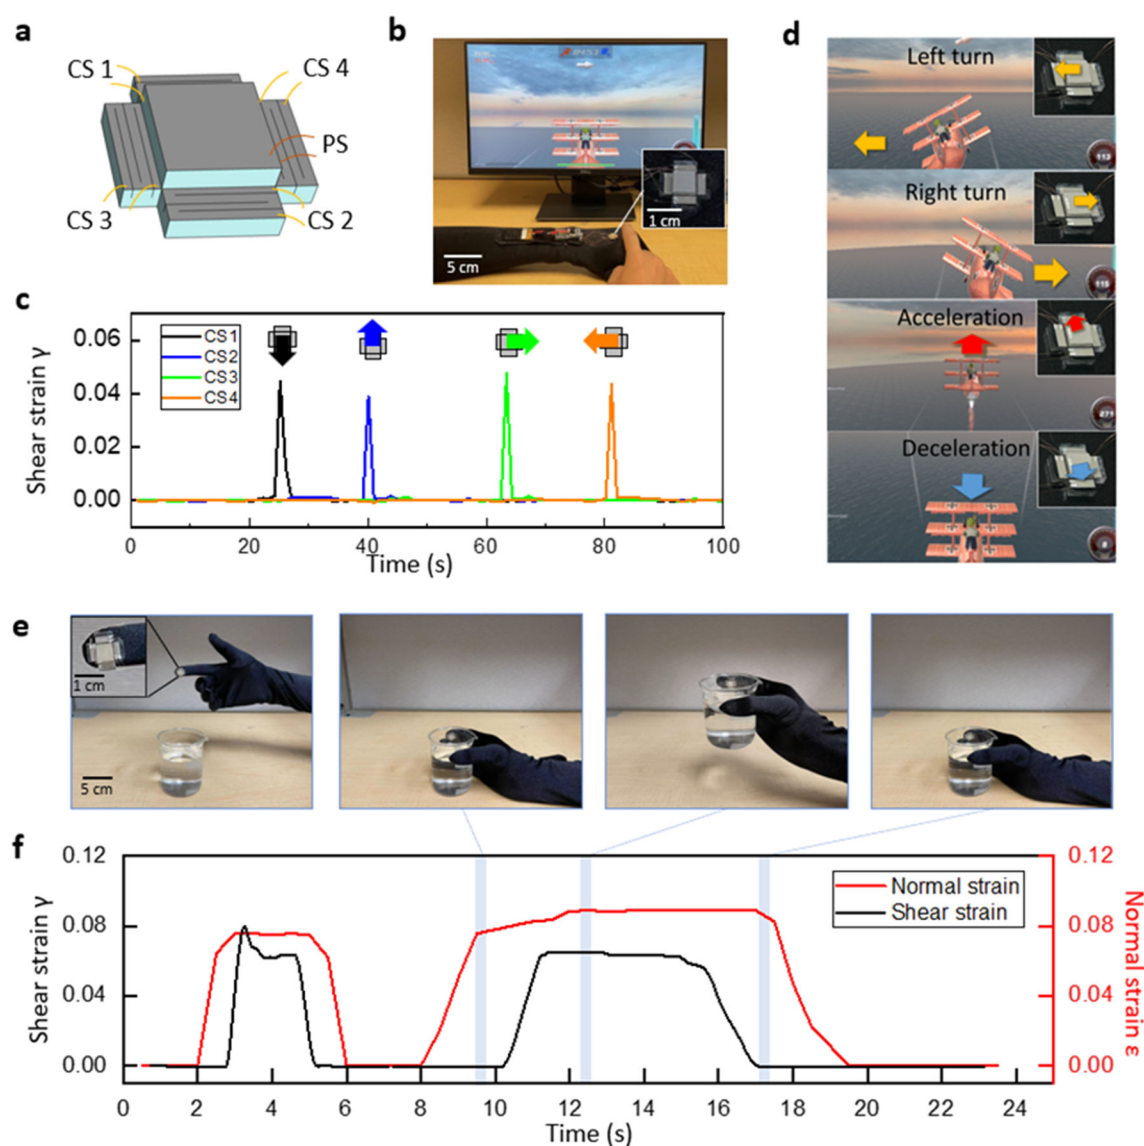 a
CS 1
CS 4
PS
CS 3
CS 2
b
1 cm
5 cm
c
Shear strain γ
0.06
0.04
0.02
0.00
CS1
CS2
CS3
CS4
0
20
40
60
80
100
Time (s)
d
Left turn
Right turn
Acceleration
Deceleration
e
1 cm
5 cm
f
Shear strain γ
0.12
0.08
0.04
0.00
Normal strain
Shear strain
0.12
0.08
0.04
0.00
Normal strain ε
0 2 4 6 8 10 12 14 16 18 20 22 24
Time (s)